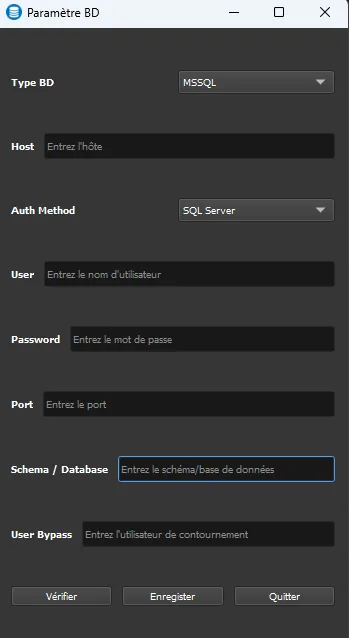 Paramètre BD
Type BD MSSQL
Host Entrez l'hôte
Auth Method SQL Server
User Entrez le nom d'utilisateur
Password Entrez le mot de passe
Port Entrez le port
Schema / Database Entrez le schéma/base de données
User Bypass Entrez l'utilisateur de contournement
Vérifier Enregister Quitter